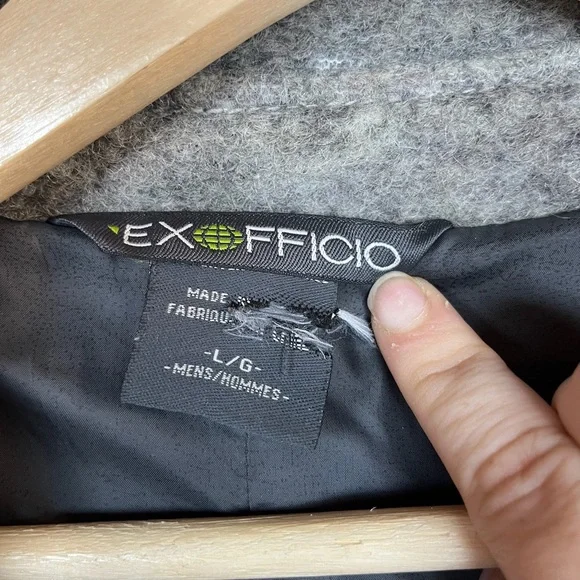 EXOFFICIO
MADE
FABRIQU
-L/G-
-MENS/HOMMES-